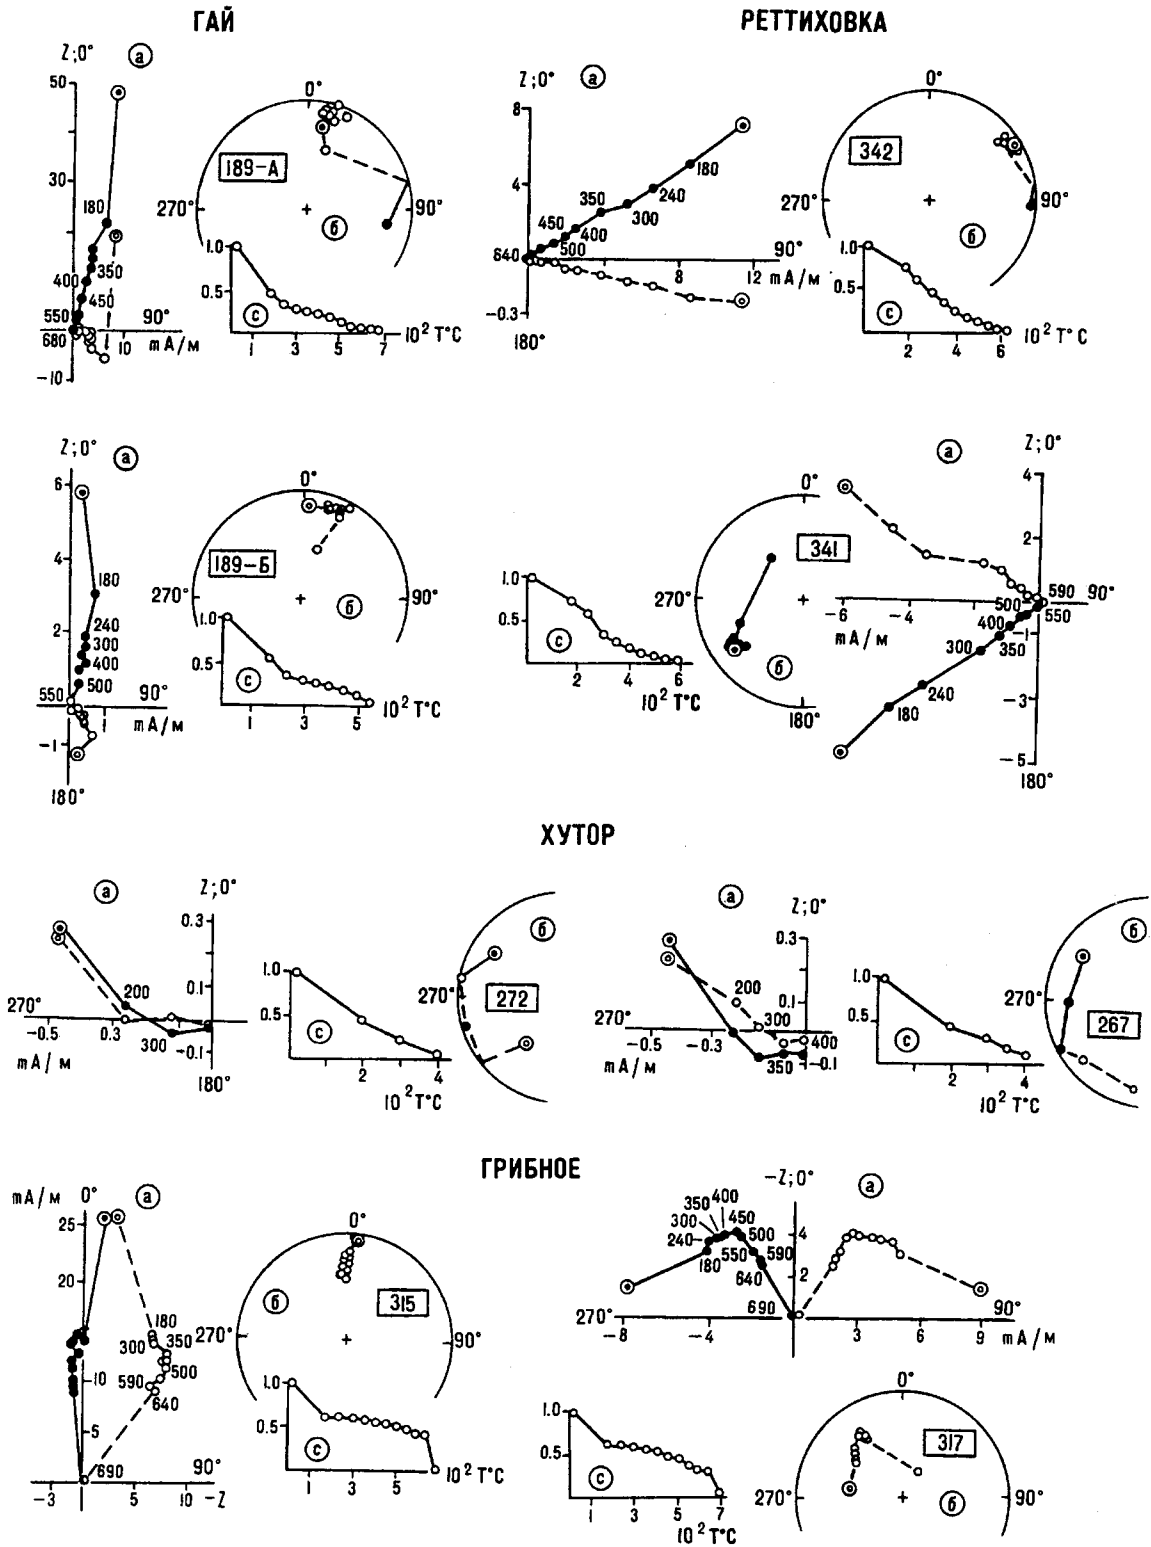 ГАЙ
РЕТТИХОВКА
Z;0° а
50
30
180
350
400
450
550
680
90°
10
mA/м
-10
0°
189-А
270°
90°
б
1.0
0.5
с
10² T°C
1 3 5 7
Z;0° а
8
4
180
240
300
350
400
450
500
640
90°
8 12 mA/м
-0.3
180°
0°
342
270°
90°
б
1.0
0.5
с
10² T°C
2 4 6
Z;0° а
6
4
2
180
240
300
400
500
550
90°
1 mA/м
-1
180°
0°
189-Б
270°
90°
б
1.0
0.5
с
10² T°C
1 3 5
1.0
0.5
с
2 4 6
10² T°C
0°
341
270°
б
180°
а Z;0°
4
2
590 90°
550
500
400
350
300
240
180
-6 -4
mA/м
-1
-3
-5
180°
ХУТОР
а Z;0°
0.3
0.1
200
270°
-0.5 0.3
300
-0.1
mA/м
180°
1.0
0.5
с
2 4
10² T°C
б
270°
272
а Z;0°
0.3
0.1
200
300
270°
-0.5 -0.3
400
350
-0.1
mA/м
1.0
0.5
с
2 4
10² T°C
б
270°
267
ГРИБНОЕ
mA/м 0° а
25
20
180
300 350
500
590
640
10
5
690
90°
-3 1 5 10 -Z
0°
б
315
270°
90°
1.0
0.5
с
10² T°C
1 3 5
-Z;0° а
400
350 450
300 500
240
180 550 590
640
690
4
2
270°
90°
-8 -4 3 6 9 mA/м
1.0
0.5
с
1 3 5 7
10² T°C
0°
317
270°
90°
б